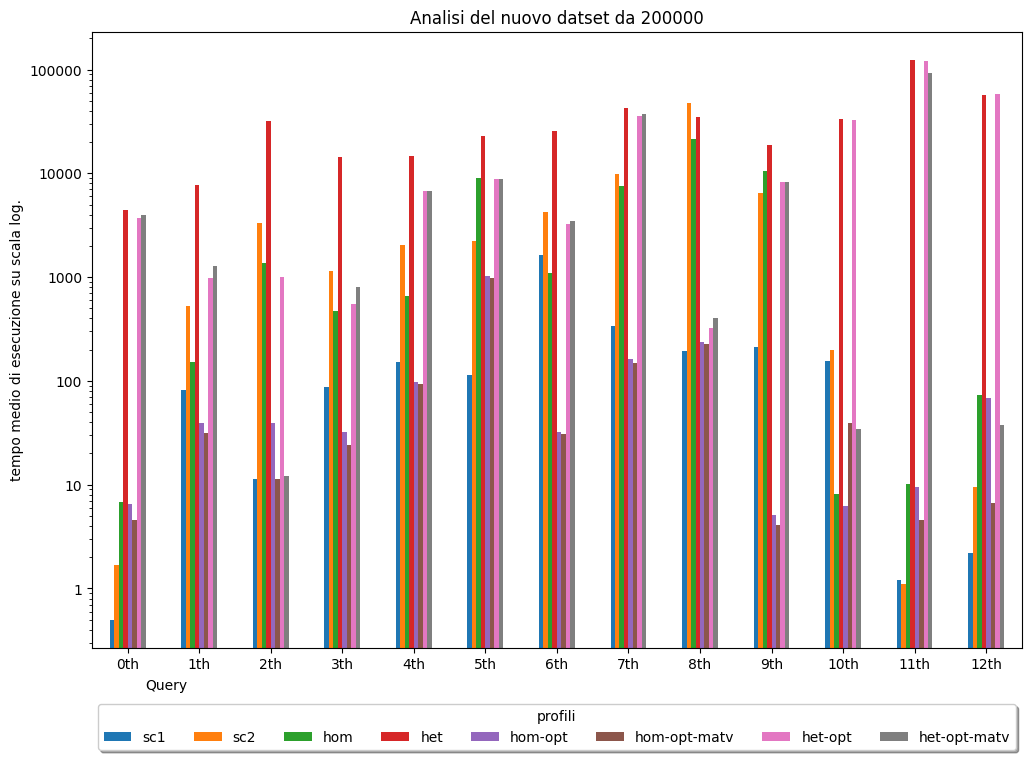 Analisi del nuovo datset da 200000
tempo medio di esecuzione su scala log.
100000
10000
1000
100
10
1
0th 1th 2th 3th 4th 5th 6th 7th 8th 9th 10th 11th 12th
Query
profili
sc1 sc2 hom het hom-opt hom-opt-matv het-opt het-opt-matv